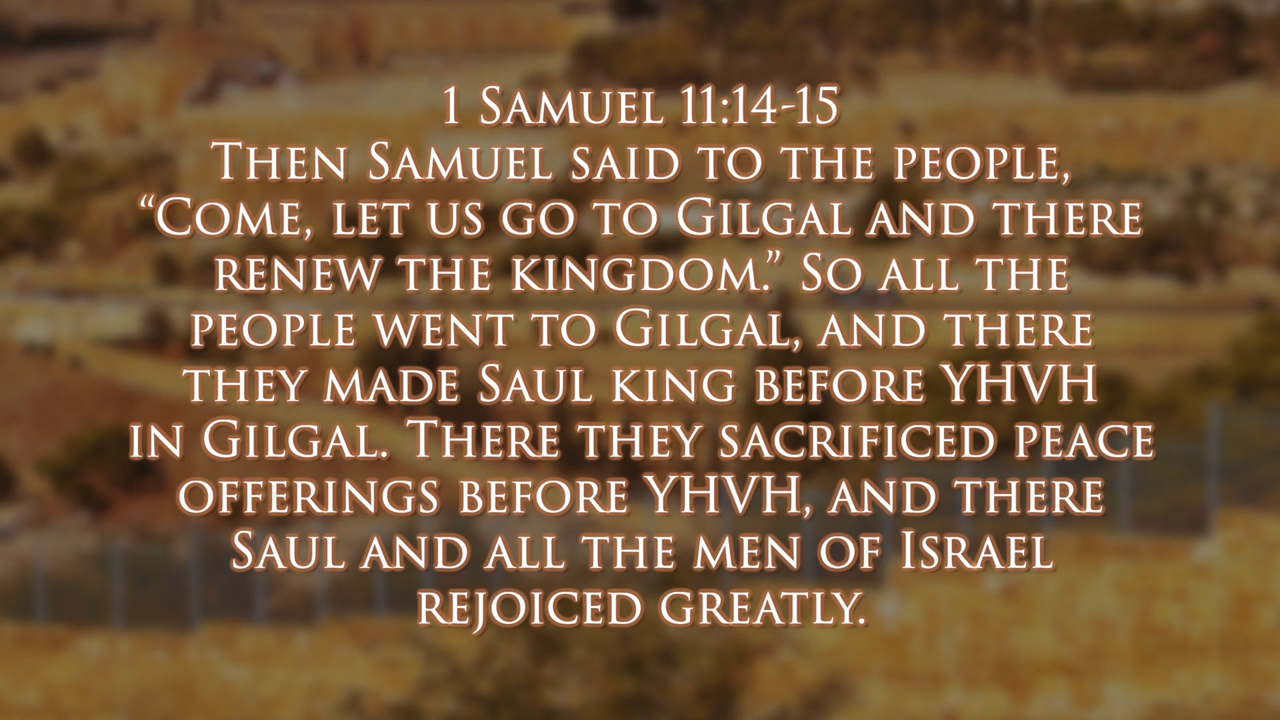 1 Samuel 11:14-15
Then Samuel said to the people,
“Come, let us go to Gilgal and there
renew the kingdom.” So all the
people went to Gilgal, and there
they made Saul king before YHVH
in Gilgal. There they sacrificed peace
offerings before YHVH, and there
Saul and all the men of Israel
rejoiced greatly.